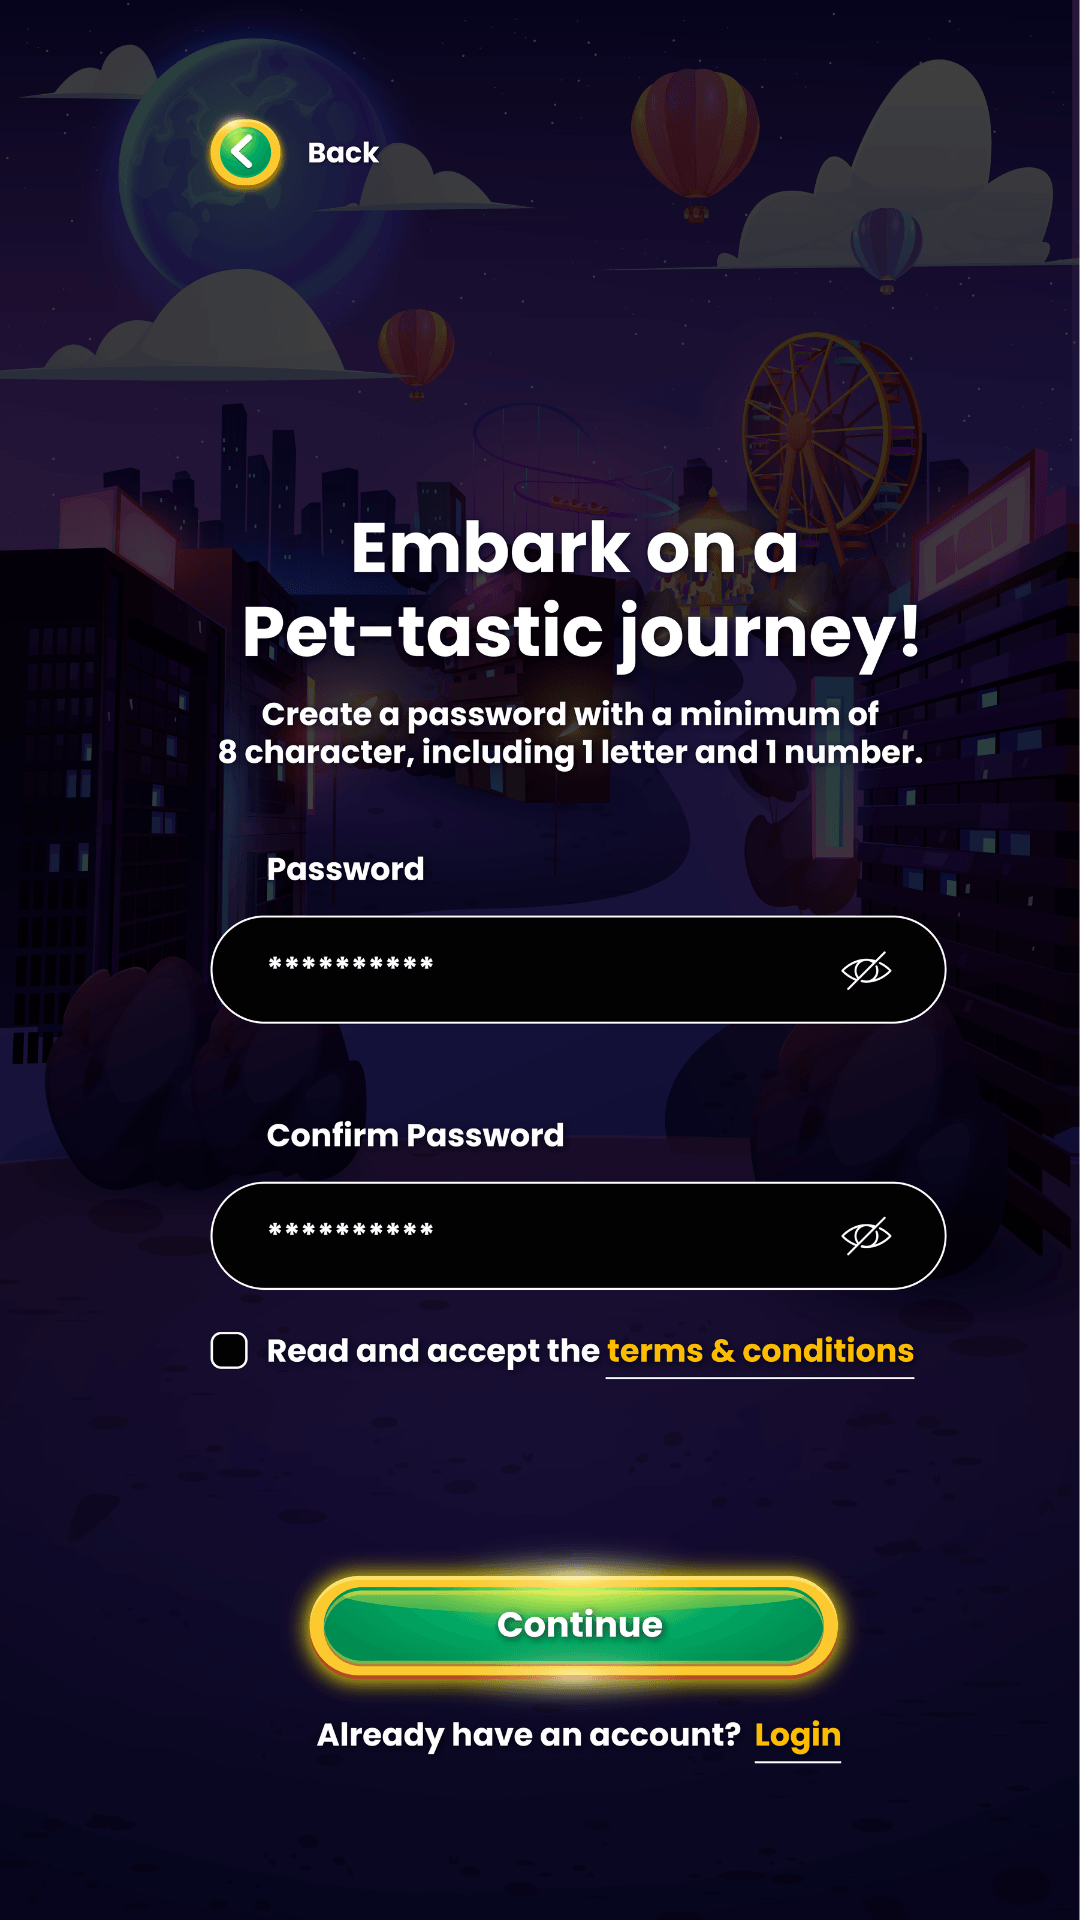 Back
Embark on a
Pet-tastic journey!
Create a password with a minimum of
8 character, including 1 letter and 1 number.
Password
**********
Confirm Password
**********
Read and accept the terms & conditions
Continue
Already have an account? Login